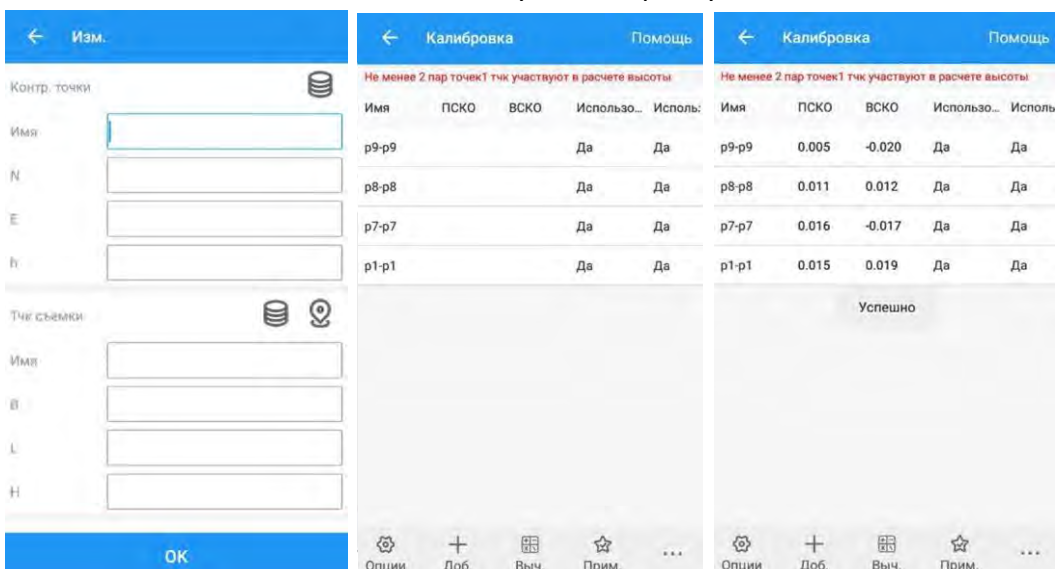 Изм.
Контр. точки
Имя
N
E
h
Тчк съемки
Имя
B
L
H
OK
Калибровка Помощь
Не менее 2 пар точек1 тчк участвуют в расчете высоты
Имя ПСКО ВСКО Использо... Исполь:
p9-p9 Да Да
p8-p8 Да Да
p7-p7 Да Да
p1-p1 Да Да
Опции Доб. Выч. Прим. ...
Калибровка Помощь
Не менее 2 пар точек1 тчк участвуют в расчете высоты
Имя ПСКО ВСКО Использо... Исполь
p9-p9 0.005 -0.020 Да Да
p8-p8 0.011 0.012 Да Да
p7-p7 0.016 -0.017 Да Да
p1-p1 0.015 0.019 Да Да
Успешно
Опции Доб. Выч. Прим. ...